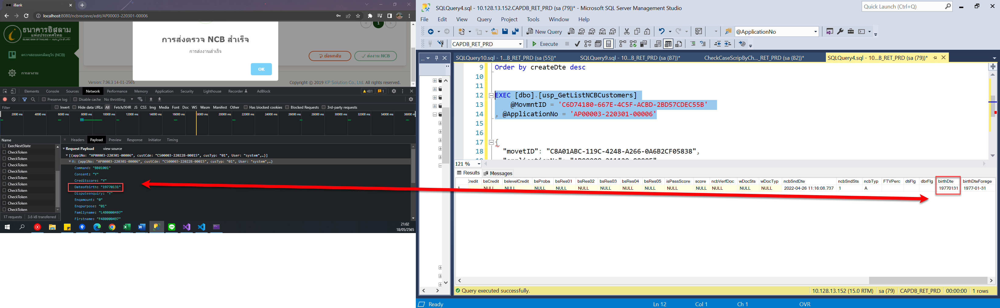 iBank
localhost:8080/ncbrecieve/edit/AP00003-220301-00006
ธนาคารอิสลาม
แห่งประเทศไทย
ISLAMIC BANK OF THAILAND
ตรวจสอบเครดิตบูโร (NCB)
การลางาน
1
การส่งตรวจ NCB สำเร็จ
การส่งงานสำเร็จ
OK
ย้อนกลับ
ส่งงาน NCB
Version: 7.96.3 14-01-2565
Copyright © 2019 KP Solution Co., Ltd. All rights reserved.
Elements Console Sources Network Performance Memory Application Security Lighthouse Recorder AdBlock 481 1
Preserve log Disable cache No throttling
Filter Invert Hide data URLs All Fetch/XHR JS CSS Img Media Font Doc WS Wasm Manifest Other Has blocked cookies Blocked Requests 3rd-party requests
2000 ms 4000 ms 6000 ms 8000 ms 10000 ms 12000 ms 14000 ms 16000 ms 8000 ms 20000 ms 22000 ms 24000 ms 26000 ms 28000 ms 30000 ms 32000 ms 34000 ms 36000 m
Name
ExecNextState
CheckToken
CheckToken
CheckToken
CheckToken
CheckToken
CheckToken
CheckToken
CheckToken
CheckToken
CheckToken
17 requests 3.6 kB transferred
Headers Payload Preview Response Initiator Timing
Request Payload view source
[{applNo: "AP00003-220301-00006", custCde: "CS00003-220228-00015", cusTyp: "01", User: "system",…}]
0: {applNo: "AP00003-220301-00006", custCde: "CS00003-220228-00015", cusTyp: "01", User: "system",…}
Command: "BB01001"
Consent: "Y"
Creditscore: "Y"
Dateofbirth: "19770131"
Disputeenquiry: "Y"
Enqamount: "0"
Enqpurpose: "01"
Familyname: "L480000497"
Firstname: "F480000497"
21:02
18/05/2565
SQLQuery4.sql - 10.128.13.152.CAPDB_RET_PRD (sa (79))* - Microsoft SQL Server Management Studio
Quick Launch (Ctrl+Q)
File Edit View Query Project Tools Window Help
New Query MDX DMX XMLA DAX @ApplicationNo
CAPDB_RET_PRD Execute
SQLQuery10.sql - 1...B_RET_PRD (sa (55))* SQLQuery9.sql - 10...B_RET_PRD (sa (87))* CheckCaseScripByCh..._RET_PRD (sa (82))* SQLQuery4.sql - 10...B_RET_PRD (sa (79))*
9 Order by createDte desc
10
11
12 EXEC [dbo].[usp_GetListNCBCustomers]
13 @MovmntID = 'C6D74180-667E-4C5F-ACBD-2BD57CDEC55B'
14 , @ApplicationNo = 'AP00003-220301-00006'
15
16
17 {
18 "movetID": "C8A01ABC-119C-4248-A266-0A6B2CF05838",
121 %
Results Messages
Credit bsCredit bslevelCredit bsProba bsRes01 bsRes02 bsRes03 bsRes04 bsRes05 isPassScore score ncbVerfDoc wDocSts wDocTyp ncbSndDte ncbSndSts ncbTyp FTVPerc dtiFlg dbrFlg birthDte birthDteForage
1 NULL NULL NULL NULL NULL NULL NULL NULL NULL NULL NULL NULL NULL 2022-04-26 11:16:08.737 1 A 19770131 1977-01-31
Query executed successfully. 10.128.13.152 (15.0 RTM) sa (79) CAPDB_RET_PRD 00:00:00 1 rows
Ready Ln 12 Col 1 Ch 1 OVR